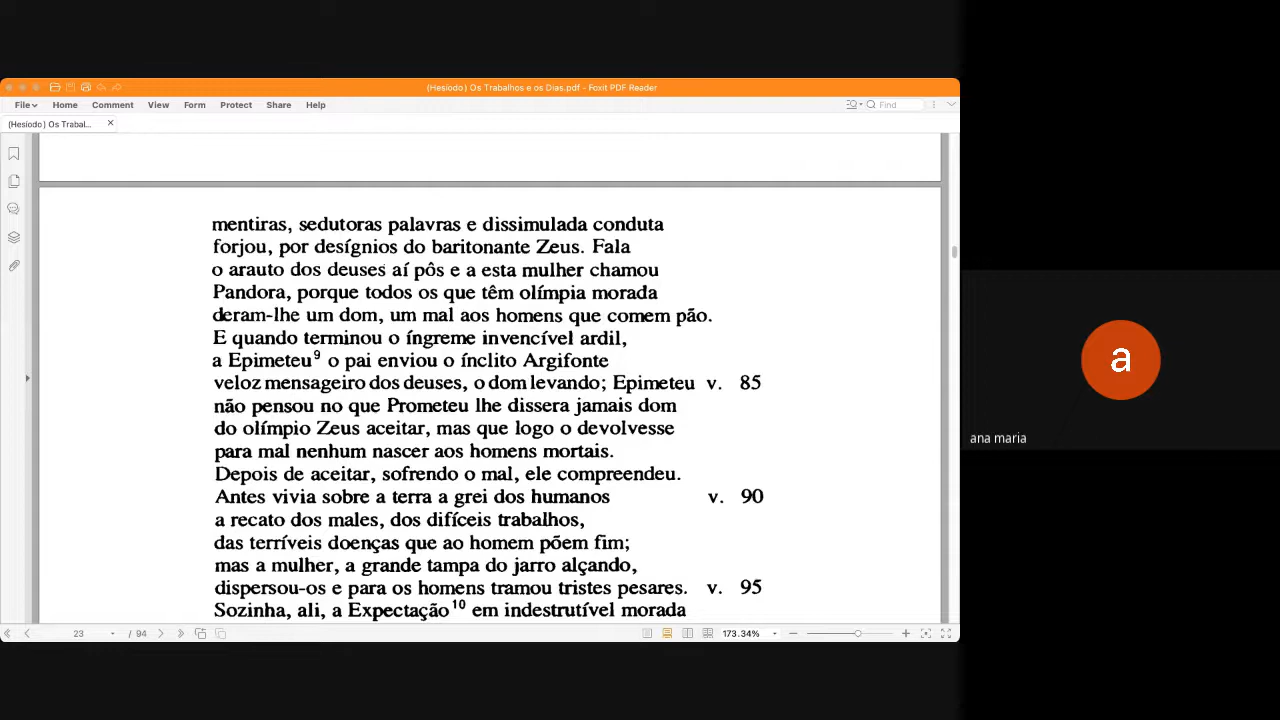 (Hesíodo) Os Trabalhos e os Dias.pdf - Foxit PDF Reader
File Home Comment View Form Protect Share Help
Find
(Hesíodo) Os Trabal...
mentiras, sedutoras palavras e dissimulada conduta
forjou, por desígnios do baritonante Zeus. Fala
o arauto dos deuses aí pôs e a esta mulher chamou
Pandora, porque todos os que têm olímpia morada
deram-lhe um dom, um mal aos homens que comem pão.
E quando terminou o íngreme invencível ardil,
a Epimeteu⁹ o pai enviou o ínclito Argifonte
veloz mensageiro dos deuses, o dom levando; Epimeteu v. 85
não pensou no que Prometeu lhe dissera jamais dom
do olímpio Zeus aceitar, mas que logo o devolvesse
para mal nenhum nascer aos homens mortais.
Depois de aceitar, sofrendo o mal, ele compreendeu.
Antes vivia sobre a terra a grei dos humanos v. 90
a recato dos males, dos difíceis trabalhos,
das terríveis doenças que ao homem põem fim;
mas a mulher, a grande tampa do jarro alçando,
dispersou-os e para os homens tramou tristes pesares. v. 95
Sozinha, ali, a Expectação¹⁰ em indestrutível morada
23 / 94 173.34%
a
ana maria